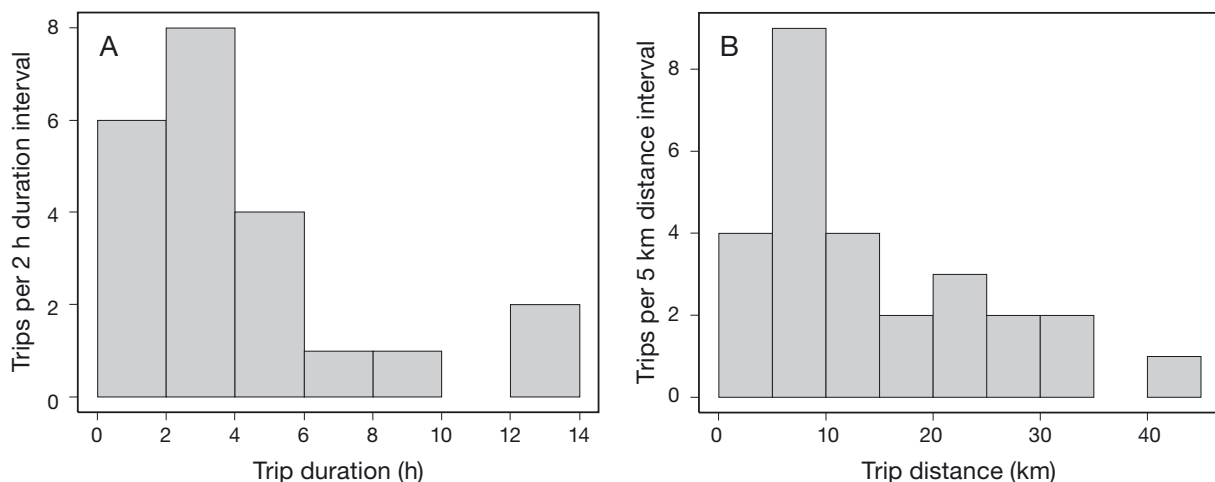 A
Trips per 2 h duration interval
8
6
4
2
0
0 2 4 6 8 10 12 14
Trip duration (h)
B
Trips per 5 km distance interval
8
6
4
2
0
0 10 20 30 40
Trip distance (km)